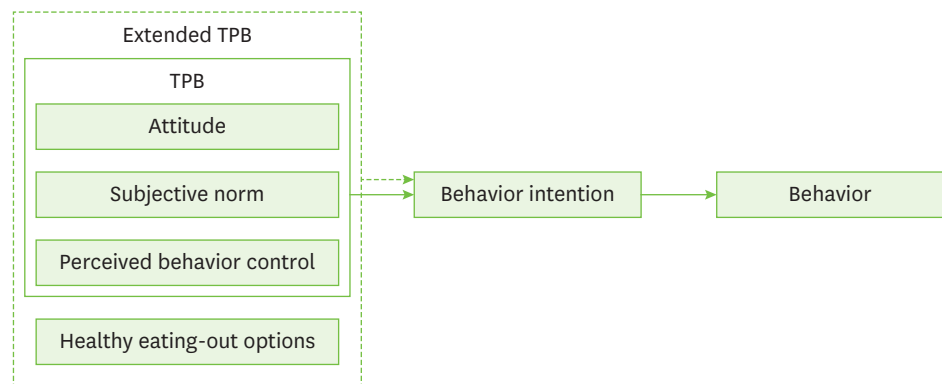 Extended TPB
TPB
Attitude
Subjective norm
Perceived behavior control
Healthy eating-out options
Behavior intention
Behavior